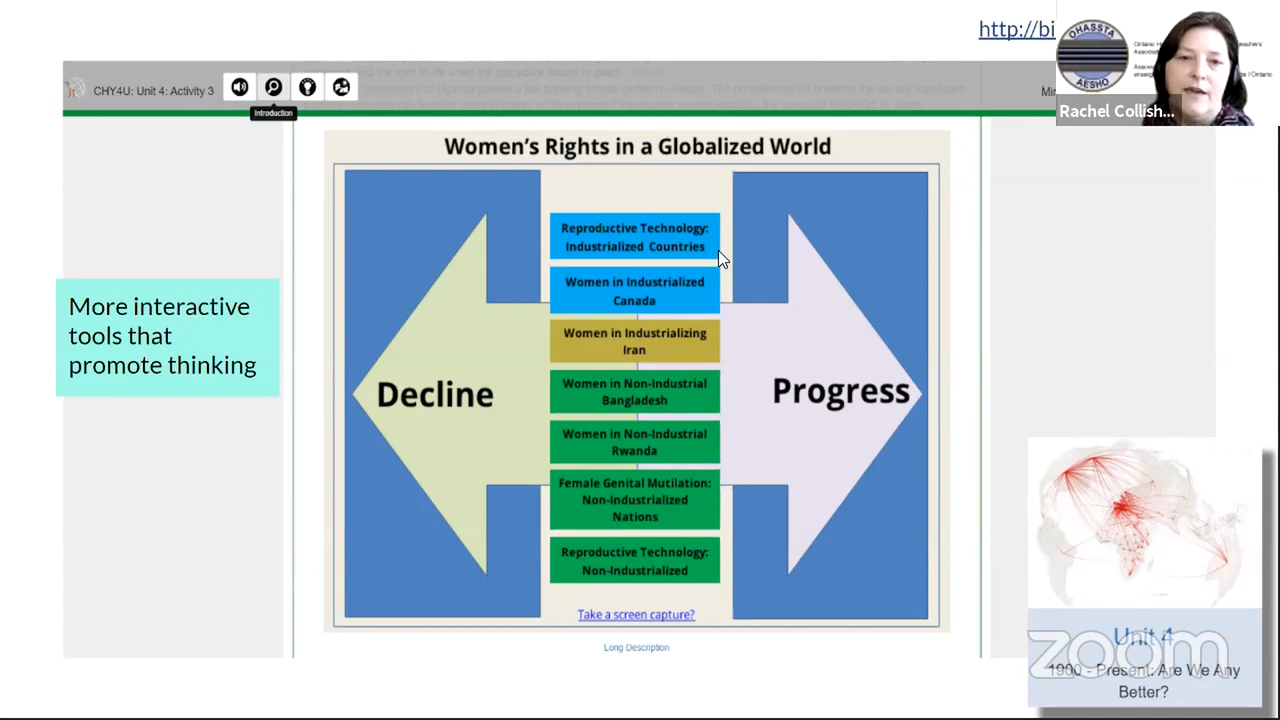 http://bi
OHASSTA
AESHO
Rachel Collish...
CHY4U: Unit 4: Activity 3
Introduction
Women's Rights in a Globalized World
Reproductive Technology:
Industrialized Countries
Women in Industrialized
Canada
Women in Industrializing
Iran
Women in Non-Industrial
Bangladesh
Women in Non-Industrial
Rwanda
Female Genital Mutilation:
Non-Industrialized
Nations
Reproductive Technology:
Non-Industrialized
Decline
Progress
Take a screen capture?
Long Description
More interactive
tools that
promote thinking
Unit 4
zoom
1900 - Present: Are We Any
Better?